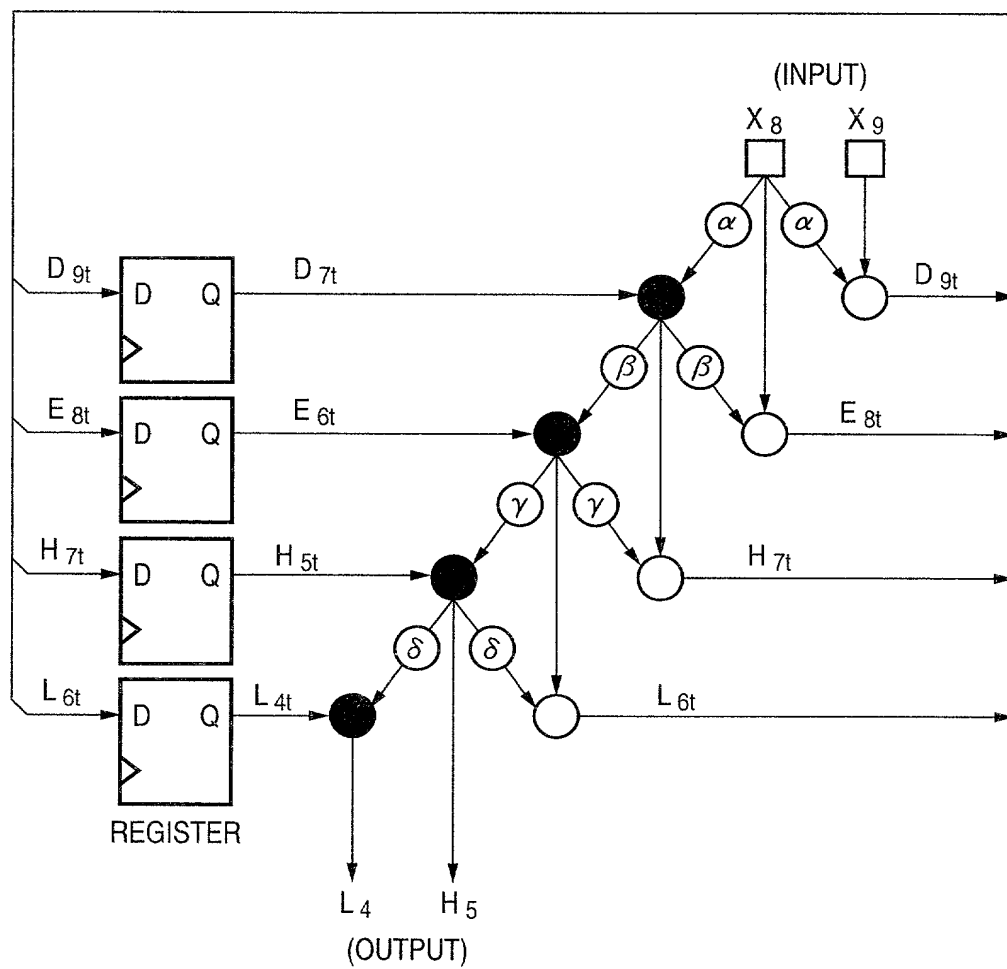 (INPUT)
X 8 X 9
α α
D 9t D Q D 7t D 9t
β β
E 8t D Q E 6t E 8t
γ γ
H 7t D Q H 5t H 7t
δ δ
L 6t D Q L 4t L 6t
REGISTER
L 4 H 5
(OUTPUT)